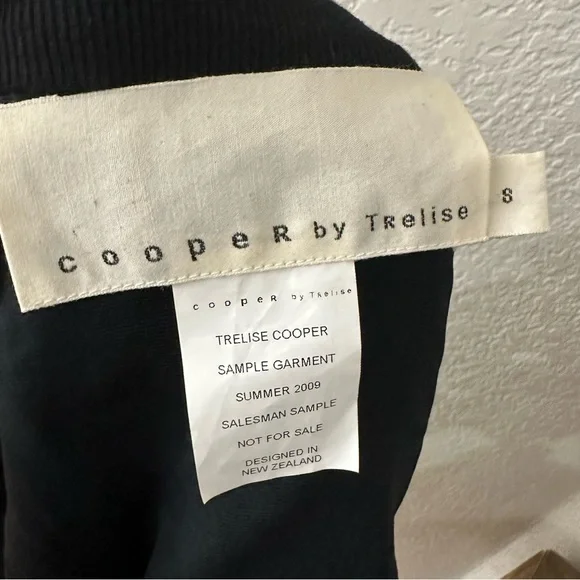 cooper by Trelise
S
cooper by Trelise
TRELISE COOPER
SAMPLE GARMENT
SUMMER 2009
SALESMAN SAMPLE
NOT FOR SALE
DESIGNED IN
NEW ZEALAND